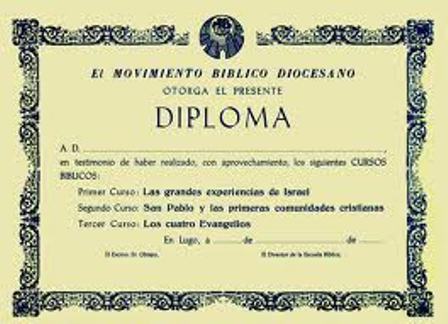 El MOVIMIENTO BIBLICO DIOCESANO
OTORGA EL PRESENTE
DIPLOMA
A D. ........................................................................,
en testimonio de haber realizado, con aprovechamiento, los siguientes CURSOS
BIBLICOS:
Primer Curso: Las grandes experiencias de Israel
Segundo Curso: San Pablo y las primeras comunidades cristianas
Tercer Curso: Los cuatro Evangelios
En Lugo, a ......... de ........................... de ........
El Excmo. Sr. Obispo, El Director de la Escuela Bíblica,